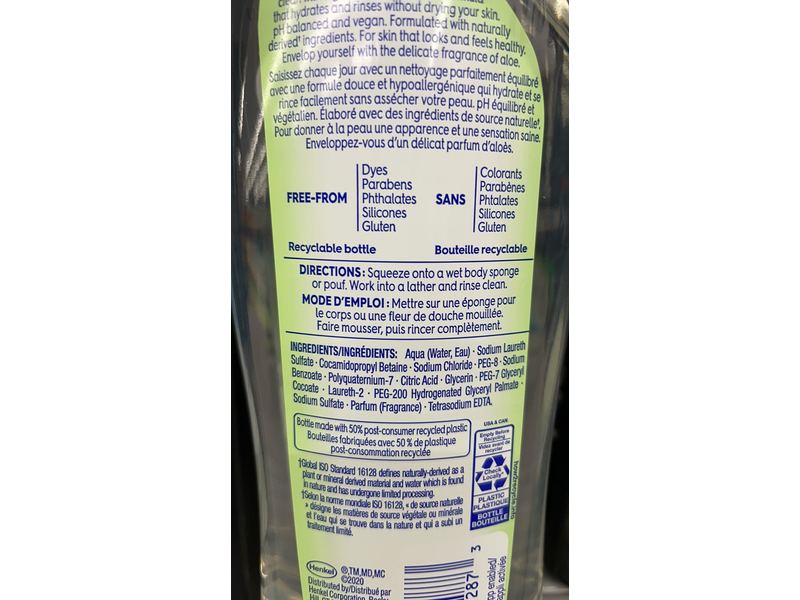 that hydrates and rinses without drying your skin.
pH balanced and vegan. Formulated with naturally
derived† ingredients. For skin that looks and feels healthy.
Envelop yourself with the delicate fragrance of aloe.
Saisissez chaque jour avec un nettoyage parfaitement équilibré
avec une formule douce et hypoallergénique qui hydrate et se
rince facilement sans assécher votre peau. pH équilibré et
végétalien. Élaboré avec des ingrédients de source naturelle†.
Pour donner à la peau une apparence et une sensation saine.
Enveloppez-vous d'un délicat parfum d'aloès.
FREE-FROM
Dyes
Parabens
Phthalates
Silicones
Gluten
SANS
Colorants
Parabènes
Phtalates
Silicones
Gluten
Recyclable bottle
Bouteille recyclable
DIRECTIONS: Squeeze onto a wet body sponge
or pouf. Work into a lather and rinse clean.
MODE D'EMPLOI: Mettre sur une éponge pour
le corps ou une fleur de douche mouillée.
Faire mousser, puis rincer complètement.
INGREDIENTS/INGRÉDIENTS: Aqua (Water, Eau) · Sodium Laureth
Sulfate · Cocamidopropyl Betaine · Sodium Chloride · PEG-8 · Sodium
Benzoate · Polyquaternium-7 · Citric Acid · Glycerin · PEG-7 Glyceryl
Cocoate · Laureth-2 · PEG-200 Hydrogenated Glyceryl Palmate ·
Sodium Sulfate · Parfum (Fragrance) · Tetrasodium EDTA.
Bottle made with 50% post-consumer recycled plastic
Bouteilles fabriquées avec 50 % de plastique
post-consommation recyclée
†Global ISO Standard 16128 defines naturally-derived as a
plant or mineral derived material and water which is found
in nature and has undergone limited processing.
†Selon la norme mondiale ISO 16128, « de source naturelle
» désigne les matières de source végétale ou minérale
et l'eau qui se trouve dans la nature et qui a subi un
traitement limité.
USA & CAN.
Empty Before
Recycling
Videz avant de
recycler
Check
Locally*
PLASTIC
PLASTIQUE
BOTTLE
BOUTEILLE
how2recycle.info
Henkel ®,TM,MD,MC
©2020
Distributed by/Distribué par
Henkel Corporation, Rocky
287 3
app enabled/
appli activée